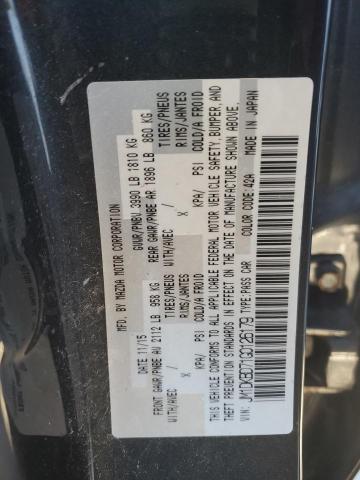 MFD. BY MAZDA MOTOR CORPORATION
DATE 11/15 GWVR/PNBV 3990 LB 1810 KG
FRONT GAWR/PNBE AV 2112 LB 958 KG REAR GAWR/PNBE AR 1896 LB 860 KG
WITH/AVEC TIRES/PNEUS WITH/AVEC TIRES/PNEUS
X RIMS/JANTES X RIMS/JANTES
KPA/ PSI COLD/A FROID KPA/ PSI COLD/A FROID
THIS VEHICLE CONFORMS TO ALL APPLICABLE FEDERAL MOTOR VEHICLE SAFETY, BUMPER, AND
THEFT PREVENTION STANDARDS IN EFFECT ON THE DATE OF MANUFACTURE SHOWN ABOVE.
JM1DKBD71G0126179
V.I.N./TYPE: PASS CAR COLOR CODE: 42A MADE IN JAPAN